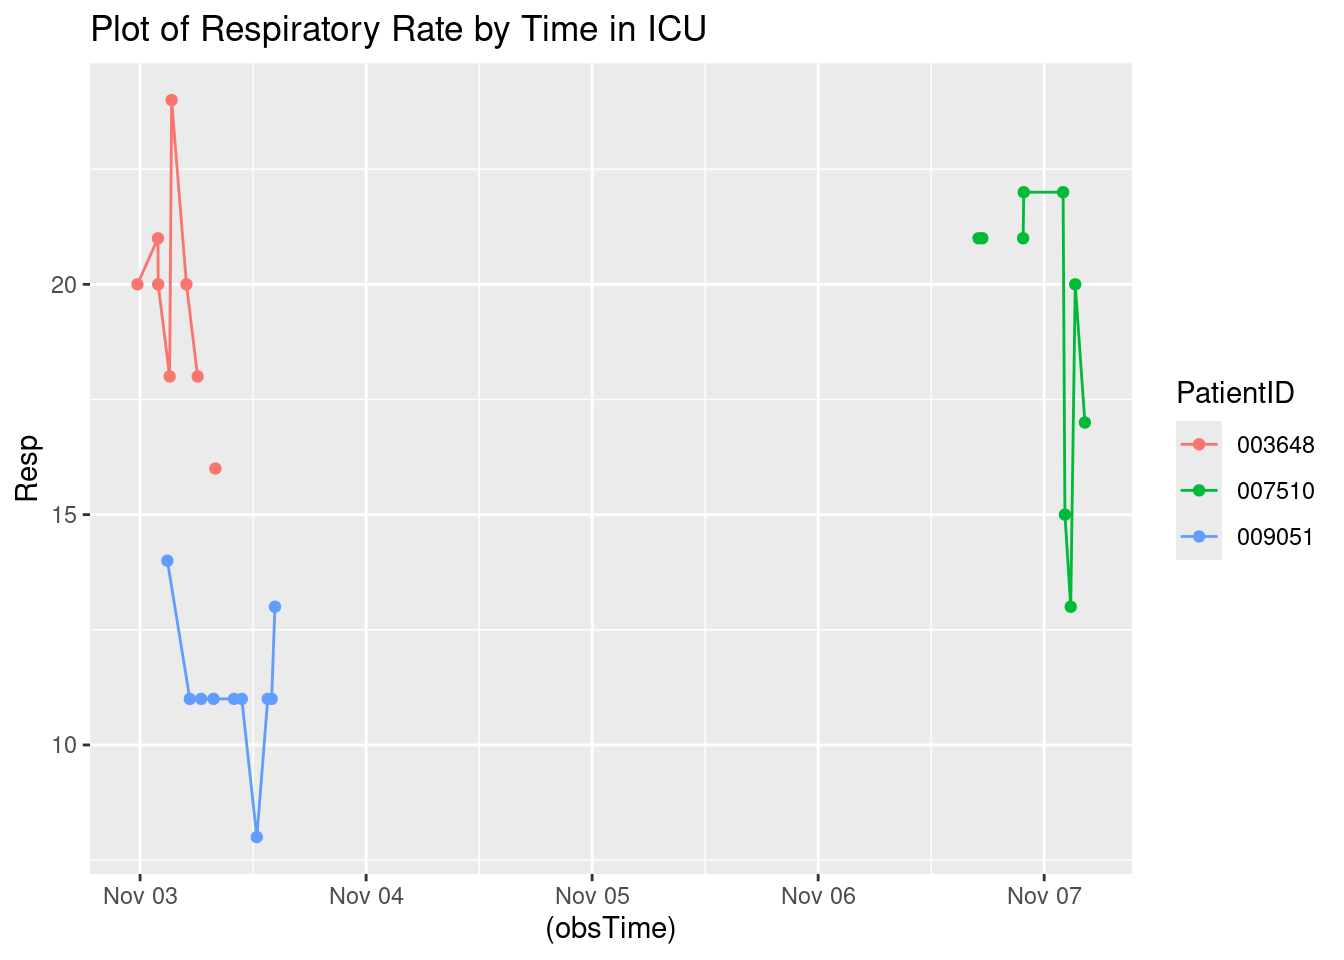 Plot of Respiratory Rate by Time in ICU
Resp
20
15
10
Nov 03
Nov 04
Nov 05
Nov 06
Nov 07
(obsTime)
PatientID
003648
007510
009051